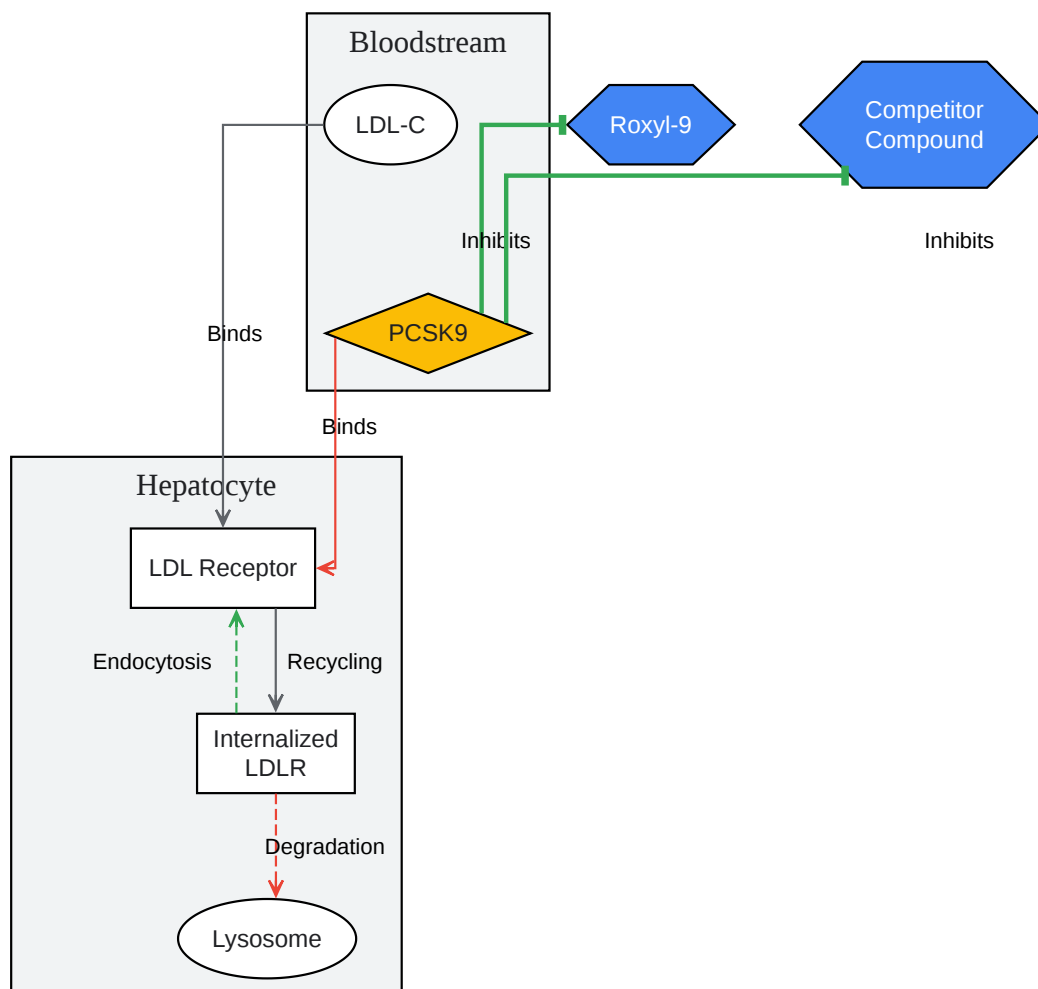 Bloodstream
LDL-C
Roxyl-9
Competitor
Compound
Inhibits
Inhibits
PCSK9
Binds
Binds
Hepatocyte
LDL Receptor
Endocytosis
Recycling
Internalized
LDLR
Degradation
Lysosome